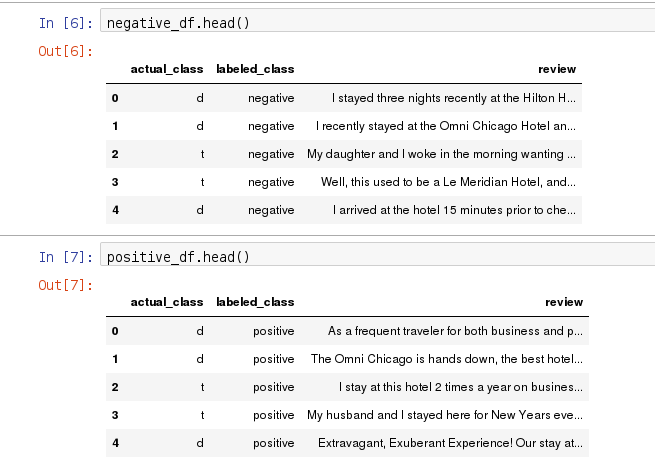 In [6]: negative_df.head()
Out[6]:
actual_class labeled_class review
0 d negative I stayed three nights recently at the Hilton H...
1 d negative I recently stayed at the Omni Chicago Hotel an...
2 t negative My daughter and I woke in the morning wanting ...
3 t negative Well, this used to be a Le Meridian Hotel, and...
4 d negative I arrived at the hotel 15 minutes prior to che...
In [7]: positive_df.head()
Out[7]:
actual_class labeled_class review
0 d positive As a frequent traveler for both business and p...
1 d positive The Omni Chicago is hands down, the best hotel...
2 t positive I stay at this hotel 2 times a year on busines...
3 t positive My husband and I stayed here for New Years eve...
4 d positive Extravagant, Exuberant Experience! Our stay at...